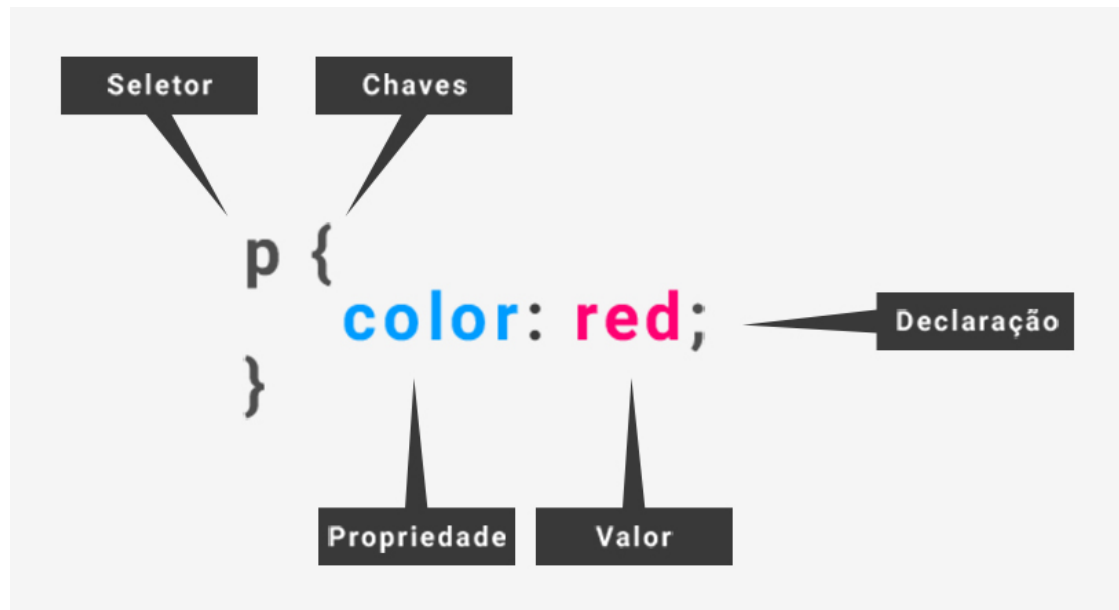 Seletor Chaves
p {
color: red;
Declaração
}
Propriedade Valor